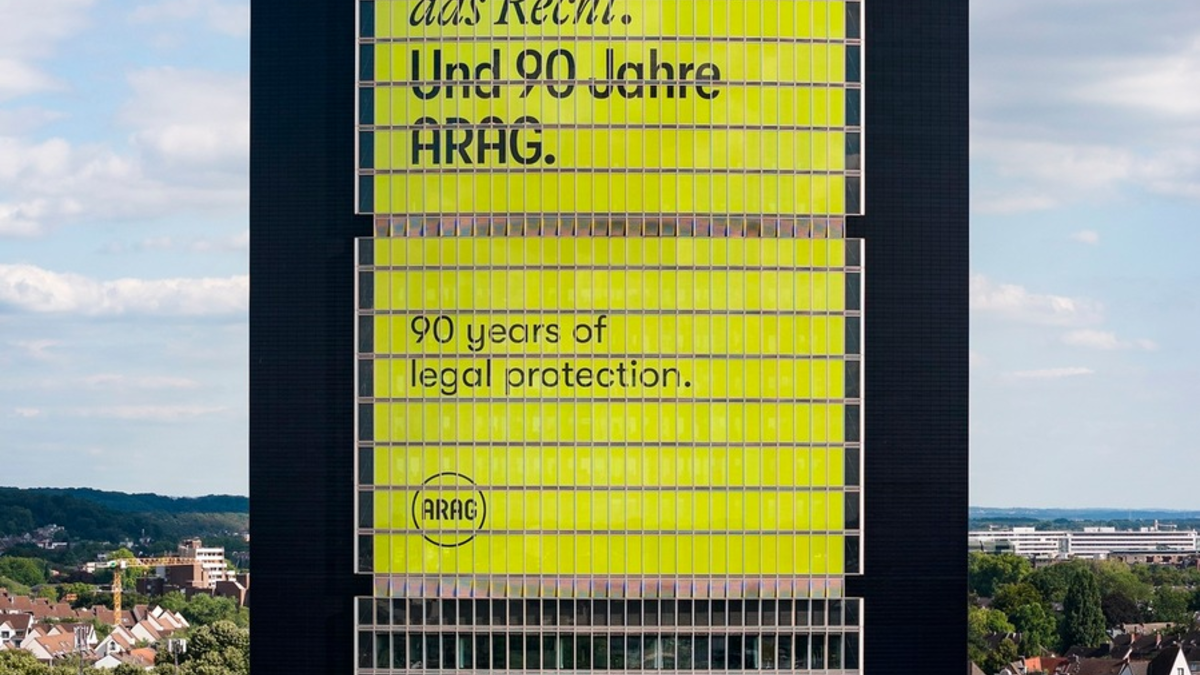 das Recht.
Und 90 Jahre
ARAG.
90 years of
legal protection.
ARAG